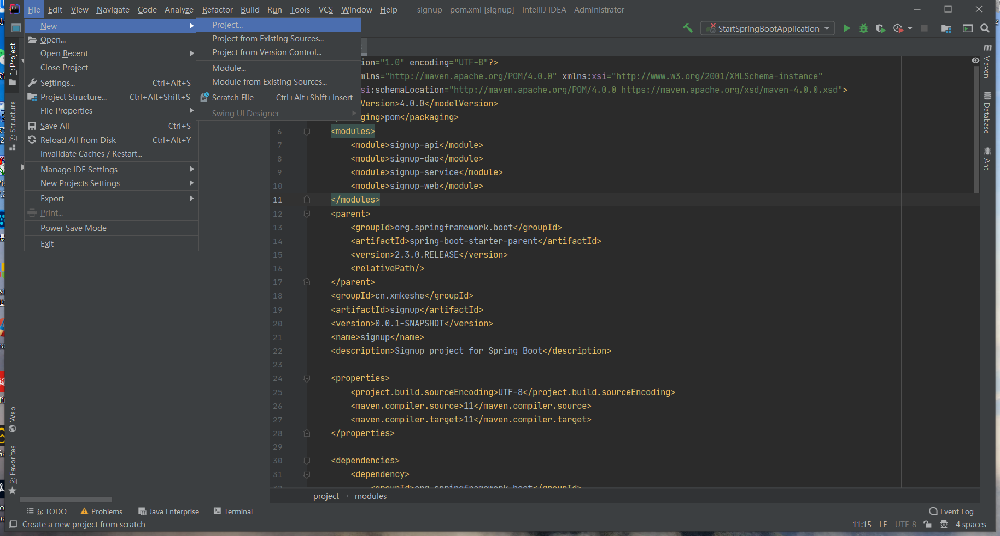 File Edit View Navigate Code Analyze Refactor Build Run Tools VCS Window Help signup - pom.xml [signup] - IntelliJ IDEA - Administrator
StartSpringBootApplication
New
Open...
Open Recent
Close Project
Settings... Ctrl+Alt+S
Project Structure... Ctrl+Alt+Shift+S
File Properties
Save All Ctrl+S
Reload All from Disk Ctrl+Alt+Y
Invalidate Caches / Restart...
Manage IDE Settings
New Projects Settings
Export
Print...
Power Save Mode
Exit
Project...
Project from Existing Sources...
Project from Version Control...
Module...
Module from Existing Sources...
Scratch File Ctrl+Alt+Shift+Insert
Swing UI Designer
1: Project
7: Structure
Web
2: Favorites
ion="1.0" encoding="UTF-8"?>
mlns="http://maven.apache.org/POM/4.0.0" xmlns:xsi="http://www.w3.org/2001/XMLSchema-instance"
si:schemaLocation="http://maven.apache.org/POM/4.0.0 https://maven.apache.org/xsd/maven-4.0.0.xsd">
Version>4.0.0</modelVersion>
ging>pom</packaging>
6 <modules>
7 <module>signup-api</module>
8 <module>signup-dao</module>
9 <module>signup-service</module>
10 <module>signup-web</module>
11 </modules>
12 <parent>
13 <groupId>org.springframework.boot</groupId>
14 <artifactId>spring-boot-starter-parent</artifactId>
15 <version>2.3.0.RELEASE</version>
16 <relativePath/>
17 </parent>
18 <groupId>cn.xmkeshe</groupId>
19 <artifactId>signup</artifactId>
20 <version>0.0.1-SNAPSHOT</version>
21 <name>signup</name>
22 <description>Signup project for Spring Boot</description>
23
24 <properties>
25 <project.build.sourceEncoding>UTF-8</project.build.sourceEncoding>
26 <maven.compiler.source>11</maven.compiler.source>
27 <maven.compiler.target>11</maven.compiler.target>
28 </properties>
29
30 <dependencies>
31 <dependency>
32 <groupId>org.springframework.boot</groupId>
Maven
Database
Ant
project › modules
6: TODO Problems Java Enterprise Terminal Event Log
Create a new project from scratch 11:15 LF UTF-8 4 spaces